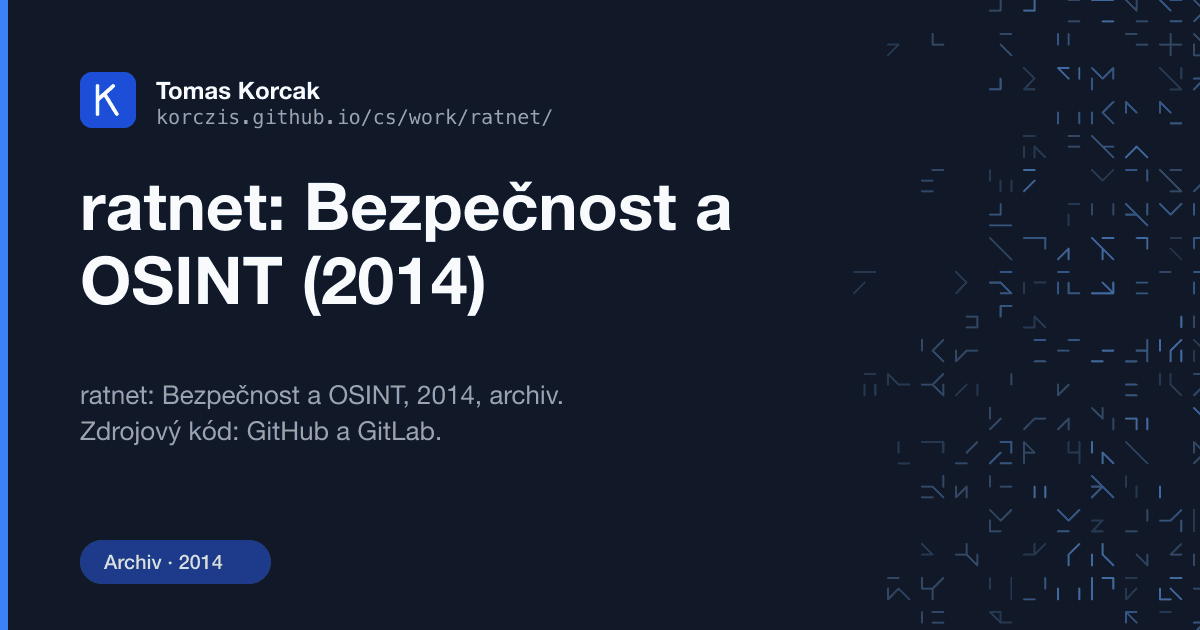 K
Tomas Korcak
korczis.github.io/cs/work/ratnet/
ratnet: Bezpečnost a
OSINT (2014)
ratnet: Bezpečnost a OSINT, 2014, archiv.
Zdrojový kód: GitHub a GitLab.
Archiv · 2014